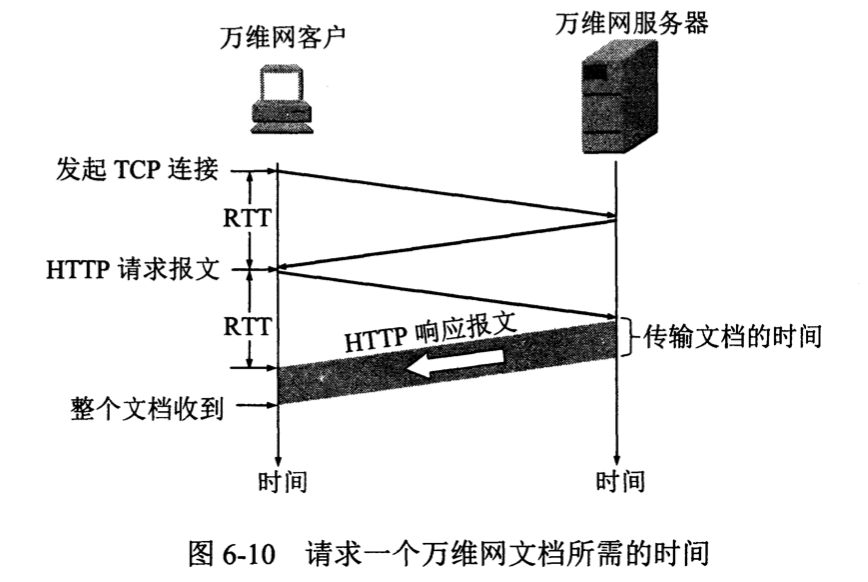 万维网客户
万维网服务器
发起 TCP 连接
RTT
HTTP 请求报文
RTT
HTTP 响应报文
传输文档的时间
整个文档收到
时间
时间
图 6-10 请求一个万维网文档所需的时间